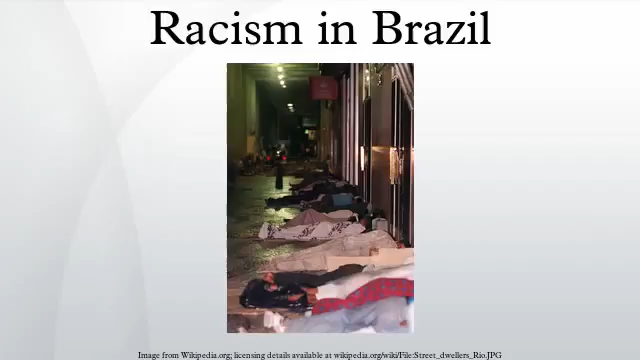 Racism in Brazil
Image from Wikipedia.org; licensing details available at wikipedia.org/wiki/File:Street_dwellers_Rio.JPG